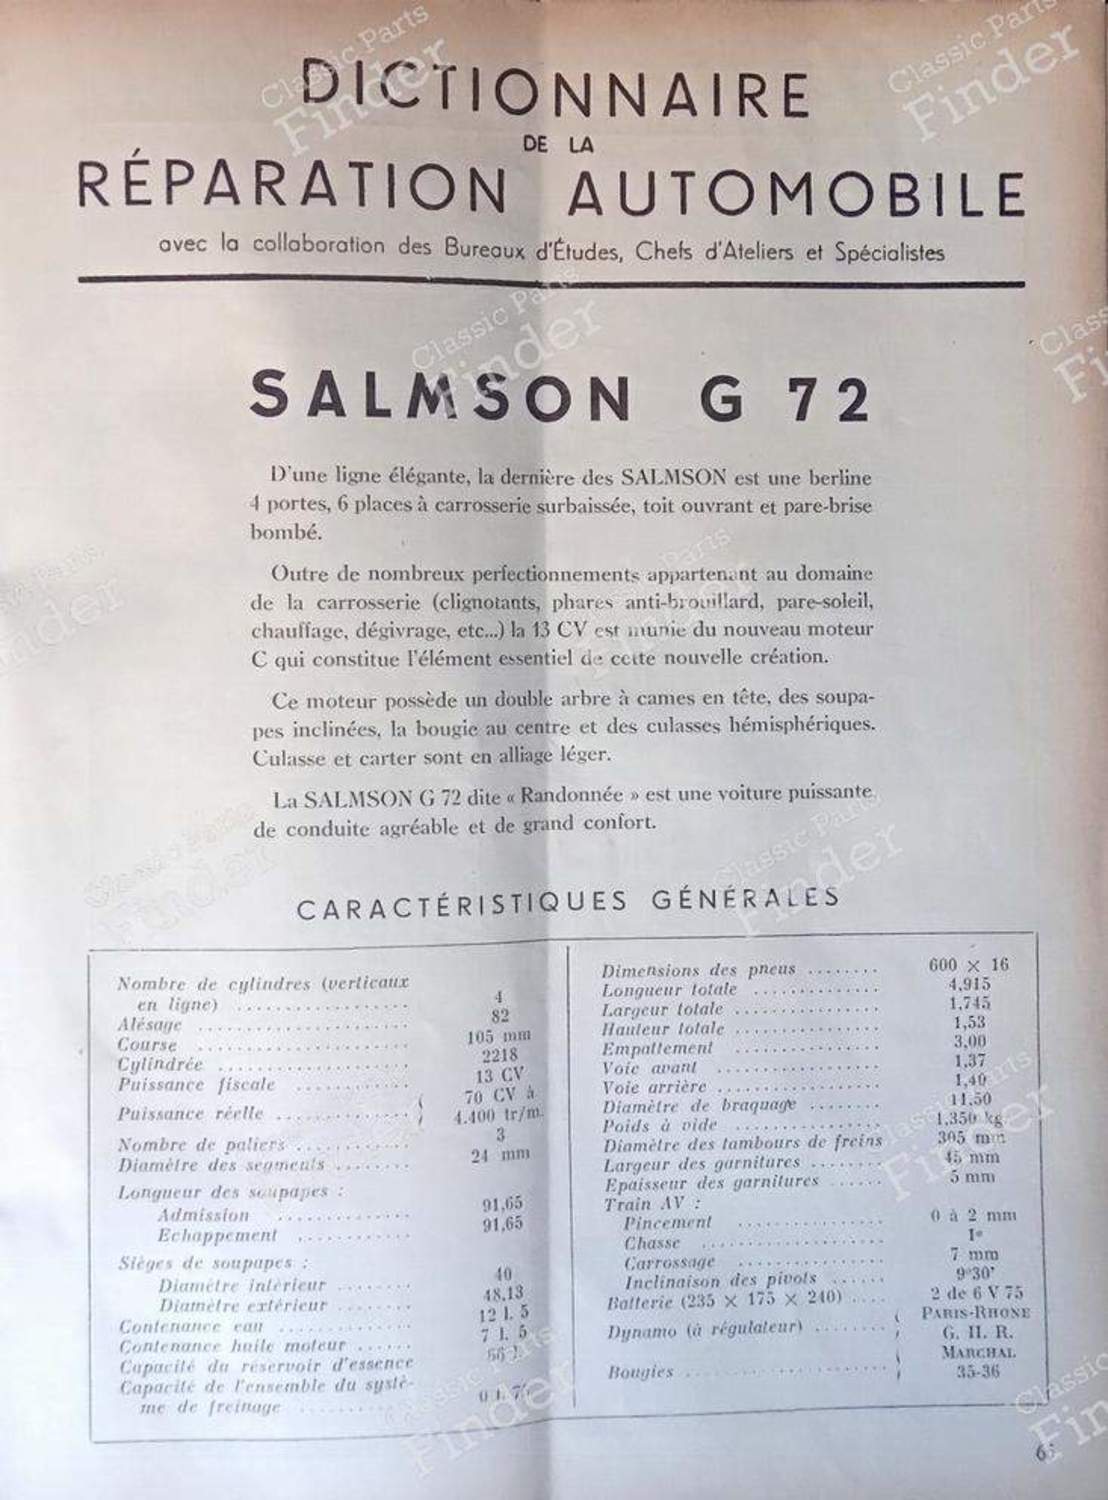 DICTIONNAIRE
DE LA
RÉPARATION AUTOMOBILE
avec la collaboration des Bureaux d'Études, Chefs d'Ateliers et Spécialistes
SALMSON G 72
D'une ligne élégante, la dernière des SALMSON est une berline
4 portes, 6 places à carrosserie surbaissée, toit ouvrant et pare-brise
bombé.
Outre de nombreux perfectionnements appartenant au domaine
de la carrosserie (clignotants, phares anti-brouillard, pare-soleil,
chauffage, dégivrage, etc...) la 13 CV est munie du nouveau moteur
C qui constitue l'élément essentiel de cette nouvelle création.
Ce moteur possède un double arbre à cames en tête, des soupa-
pes inclinées, la bougie au centre et des culasses hémisphériques.
Culasse et carter sont en alliage léger.
La SALMSON G 72 dite « Randonnée » est une voiture puissante
de conduite agréable et de grand confort.
CARACTÉRISTIQUES GÉNÉRALES
Nombre de cylindres (verticaux
en ligne) .................. 4
Alésage .................. 82
Course .................. 105 mm
Cylindrée .................. 2218
Puissance fiscale .................. 13 CV
Puissance réelle .................. 70 CV à
4.400 tr/m.
Nombre de paliers .................. 3
Diamètre des segments ........ 24 mm
Longueur des soupapes :
Admission .................. 91,65
Echappement .................. 91,65
Sièges de soupapes :
Diamètre intérieur ........ 40
Diamètre extérieur ........ 48,13
Contenance eau .................. 12 l. 5
Contenance huile moteur ...... 7 l. 5
Capacité du réservoir d'essence
Capacité de l'ensemble du systè-
me de freinage ..........
Dimensions des pneus ........ 600 × 16
Longueur totale .............. 4,915
Largeur totale .............. 1,745
Hauteur totale .............. 1,53
Empattement .............. 3,00
Voie avant .................. 1,37
Voie arrière .................. 1,40
Diamètre de braquage ........ 11,50
Poids à vide .............. 1.350 kg
Diamètre des tambours de freins 305 mm
Largeur des garnitures ........ 45 mm
Epaisseur des garnitures ...... 5 mm
Train AV :
Pincement .............. 0 à 2 mm
Chasse .................. 1°
Carrossage .............. 7 mm
Inclinaison des pivots ...... 9°30'
Batterie (235 × 175 × 240) .... 2 de 6 V 75
Dynamo (à régulateur) ........ PARIS-RHONE
G. H. R.
Bougies .................. MARCHAL
35-36
Classic Parts
Finder